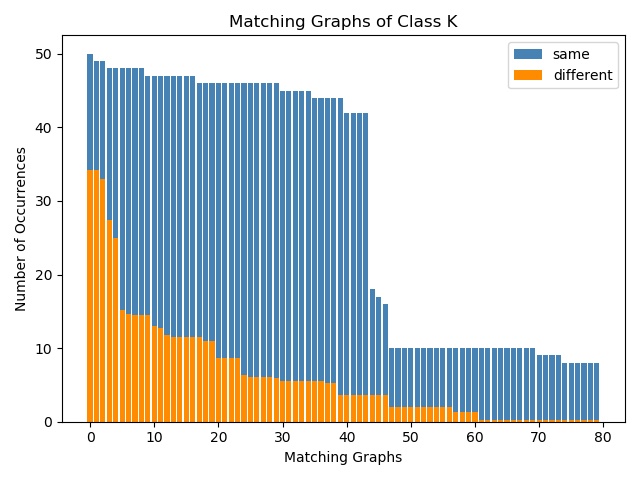 Matching Graphs of Class K
same
different
Number of Occurrences
50
40
30
20
10
0
0 10 20 30 40 50 60 70 80
Matching Graphs